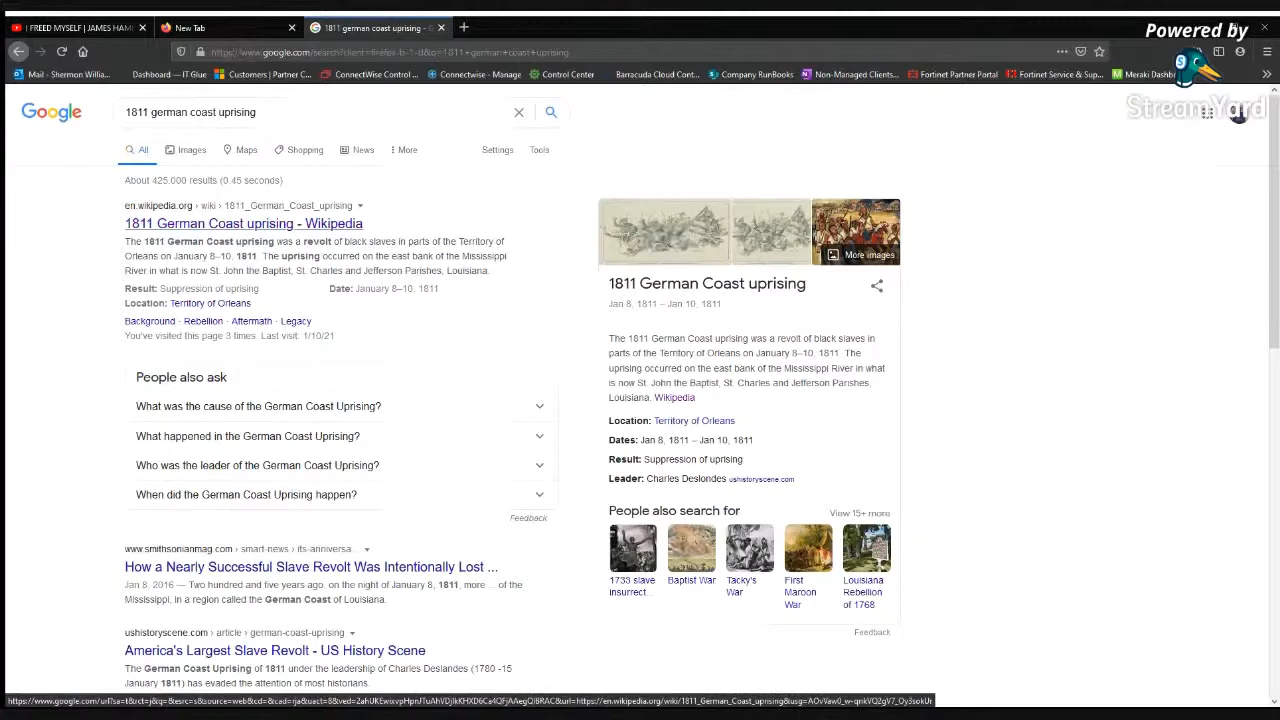 I FREED MYSELF | JAMES HAM
New Tab
1811 german coast uprising - G
Powered by
https://www.google.com/search?client=firefox-b-1-d&q=1811+german+coast+uprising
Mail - Shermon Willia...
Dashboard — IT Glue
Customers | Partner C...
ConnectWise Control ...
Connectwise - Manage
Control Center
Barracuda Cloud Cont...
Company RunBooks
Non-Managed Clients...
Fortinet Partner Portal
Fortinet Service & Sup...
Meraki Dashb
StreamYard
Google
1811 german coast uprising
All
Images
Maps
Shopping
News
More
Settings
Tools
About 425,000 results (0.45 seconds)
en.wikipedia.org › wiki › 1811_German_Coast_uprising
1811 German Coast uprising - Wikipedia
The 1811 German Coast uprising was a revolt of black slaves in parts of the Territory of
Orleans on January 8–10, 1811. The uprising occurred on the east bank of the Mississippi
River in what is now St. John the Baptist, St. Charles and Jefferson Parishes, Louisiana.
Result: Suppression of uprising
Date: January 8–10, 1811
Location: Territory of Orleans
Background · Rebellion · Aftermath · Legacy
You've visited this page 3 times. Last visit: 1/10/21
People also ask
What was the cause of the German Coast Uprising?
What happened in the German Coast Uprising?
Who was the leader of the German Coast Uprising?
When did the German Coast Uprising happen?
Feedback
www.smithsonianmag.com › smart-news › its-anniversa...
How a Nearly Successful Slave Revolt Was Intentionally Lost ...
Jan 8, 2016 — Two hundred and five years ago, on the night of January 8, 1811, more ... of the
Mississippi, in a region called the German Coast of Louisiana.
ushistoryscene.com › article › german-coast-uprising
America's Largest Slave Revolt - US History Scene
The German Coast Uprising of 1811 under the leadership of Charles Deslandes (1780 -15
January 1811) has evaded the attention of most historians.
More images
1811 German Coast uprising
Jan 8, 1811 – Jan 10, 1811
The 1811 German Coast uprising was a revolt of black slaves in
parts of the Territory of Orleans on January 8–10, 1811. The
uprising occurred on the east bank of the Mississippi River in what
is now St. John the Baptist, St. Charles and Jefferson Parishes,
Louisiana. Wikipedia
Location: Territory of Orleans
Dates: Jan 8, 1811 – Jan 10, 1811
Result: Suppression of uprising
Leader: Charles Deslondes ushistoryscene.com
People also search for
View 15+ more
1733 slave insurrect...
Baptist War
Tacky's War
First Maroon War
Louisiana Rebellion of 1768
Feedback